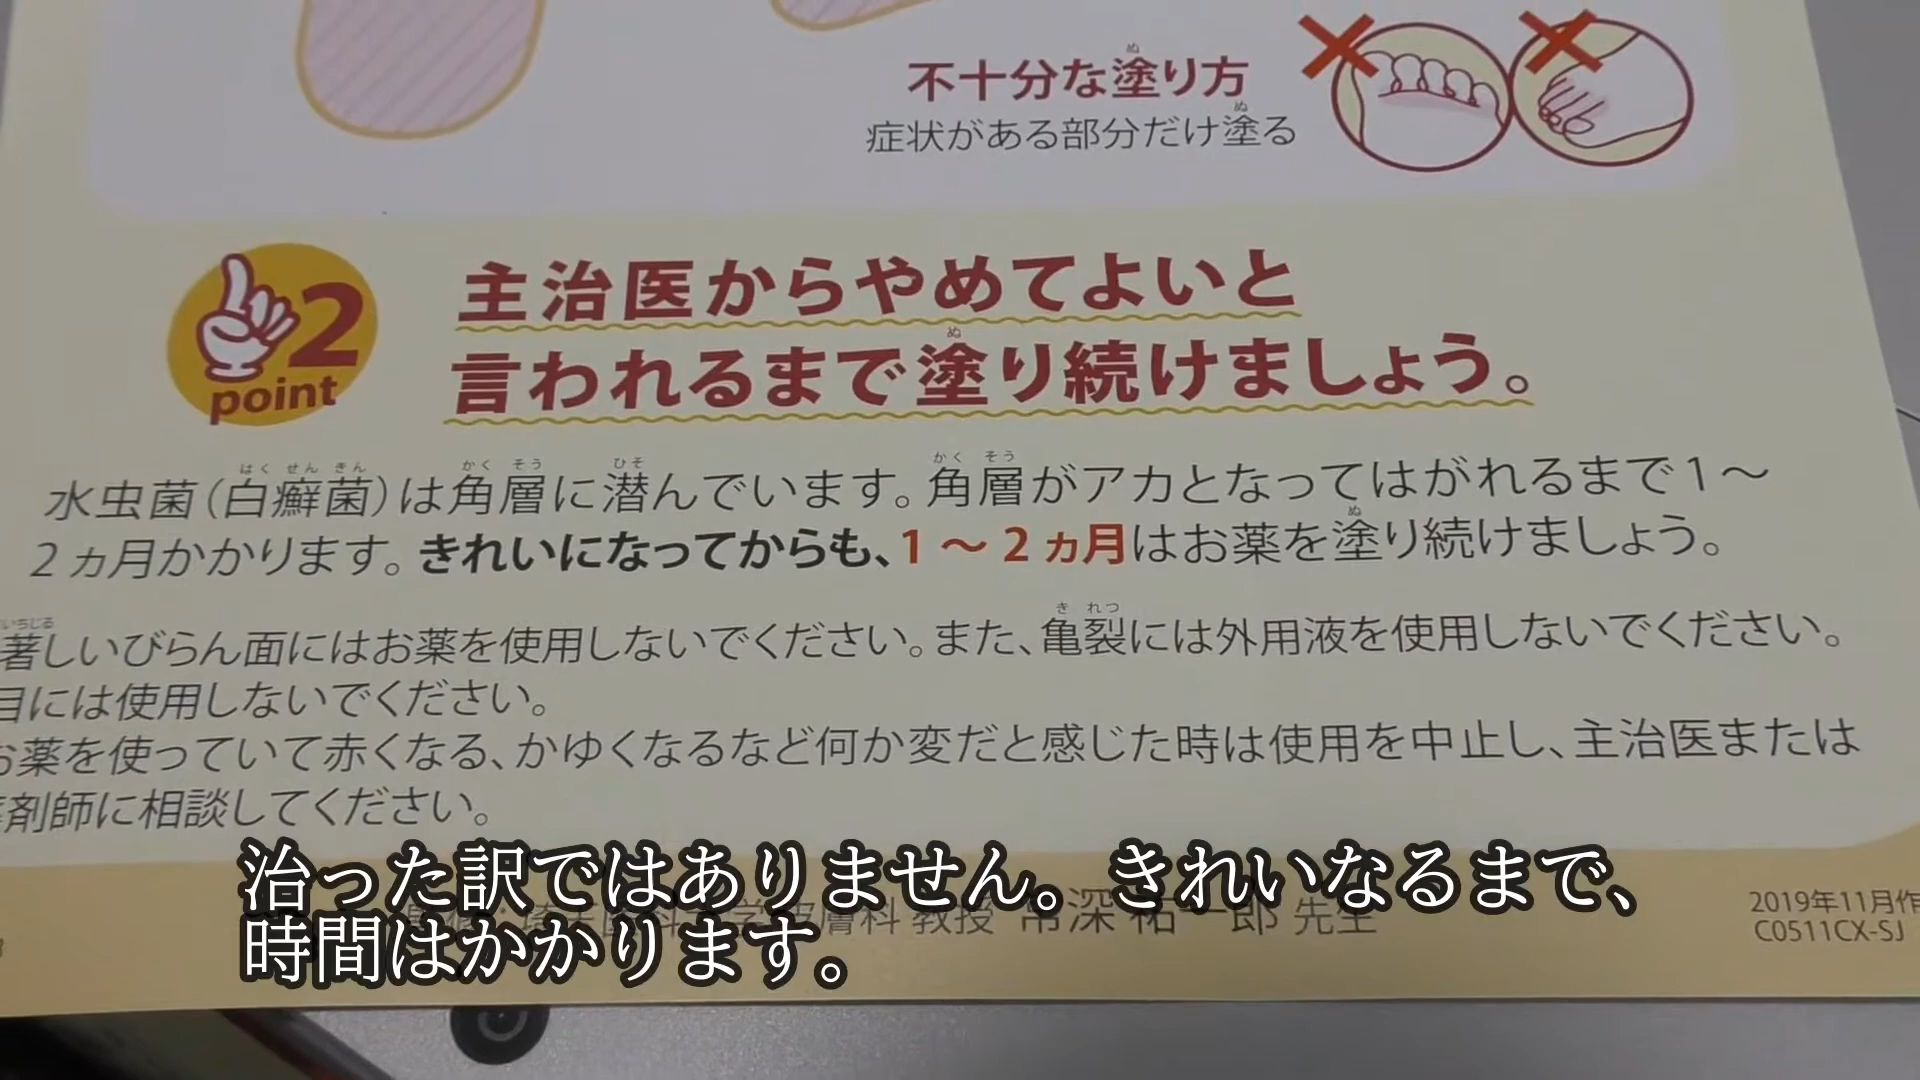 不十分な塗り方
症状がある部分だけ塗る
2
point
主治医からやめてよいと
言われるまで塗り続けましょう。
水虫菌（白癬菌）は角層に潜んでいます。角層がアカとなってはがれるまで1～
2ヵ月かかります。きれいになってからも、1～2ヵ月はお薬を塗り続けましょう。
著しいびらん面にはお薬を使用しないでください。また、亀裂には外用液を使用しないでください。
目には使用しないでください。
お薬を使っていて赤くなる、かゆくなるなど何か変だと感じた時は使用を中止し、主治医または
剤師に相談してください。
膚科 教授 常深 祐一郎 先生
2019年11月作
C0511CX-SJ
治った訳ではありません。きれいなるまで、
時間はかかります。